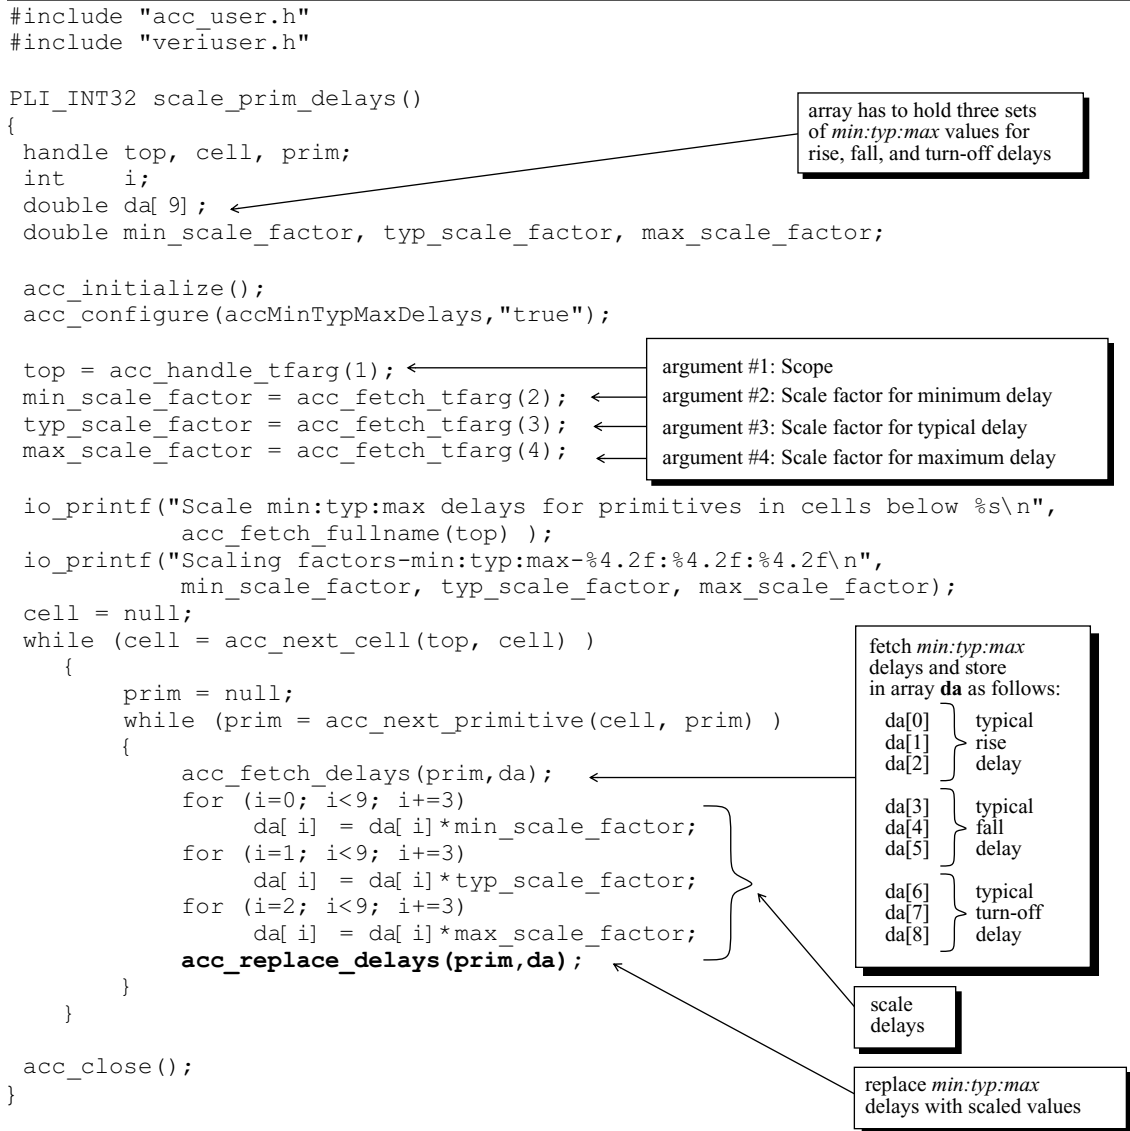 #include "acc_user.h"
#include "veriuser.h"
PLI_INT32 scale_prim_delays()
{
handle top, cell, prim;
int i;
double da[ 9] ;
double min_scale_factor, typ_scale_factor, max_scale_factor;
array has to hold three sets
of min:typ:max values for
rise, fall, and turn-off delays
acc_initialize();
acc_configure(accMinTypMaxDelays,"true");
top = acc_handle_tfarg(1);
min_scale_factor = acc_fetch_tfarg(2);
typ_scale_factor = acc_fetch_tfarg(3);
max_scale_factor = acc_fetch_tfarg(4);
argument #1: Scope
argument #2: Scale factor for minimum delay
argument #3: Scale factor for typical delay
argument #4: Scale factor for maximum delay
io_printf("Scale min:typ:max delays for primitives in cells below %s\n",
acc_fetch_fullname(top) );
io_printf("Scaling factors-min:typ:max-%4.2f:%4.2f:%4.2f\n",
min_scale_factor, typ_scale_factor, max_scale_factor);
cell = null;
while (cell = acc_next_cell(top, cell) )
{
prim = null;
while (prim = acc_next_primitive(cell, prim) )
{
acc_fetch_delays(prim,da);
for (i=0; i<9; i+=3)
da[ i] = da[ i] *min_scale_factor;
for (i=1; i<9; i+=3)
da[ i] = da[ i] *typ_scale_factor;
for (i=2; i<9; i+=3)
da[ i] = da[ i] *max_scale_factor;
acc_replace_delays(prim,da);
}
}
fetch min:typ:max
delays and store
in array da as follows:
da[0] typical
da[1] rise
da[2] delay
da[3] typical
da[4] fall
da[5] delay
da[6] typical
da[7] turn-off
da[8] delay
scale
delays
acc_close();
}
replace min:typ:max
delays with scaled values